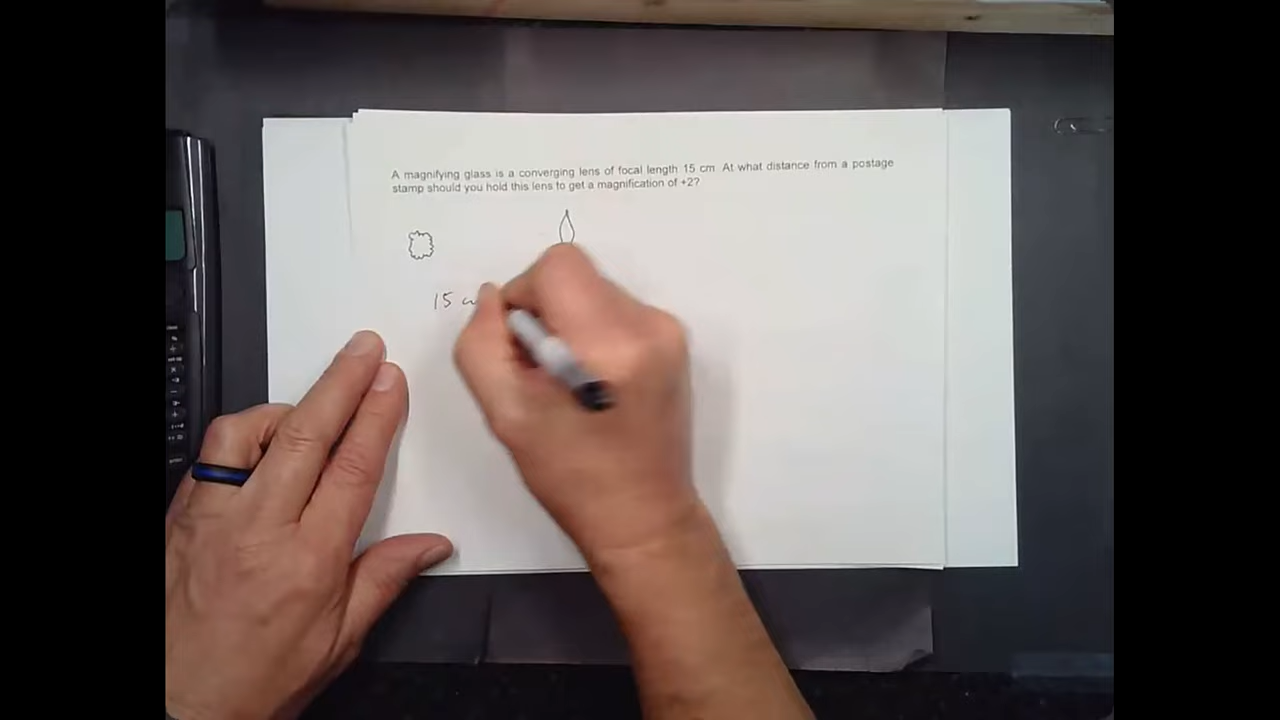 A magnifying glass is a converging lens of focal length 15 cm. At what distance from a postage
stamp should you hold this lens to get a magnification of +2?
15